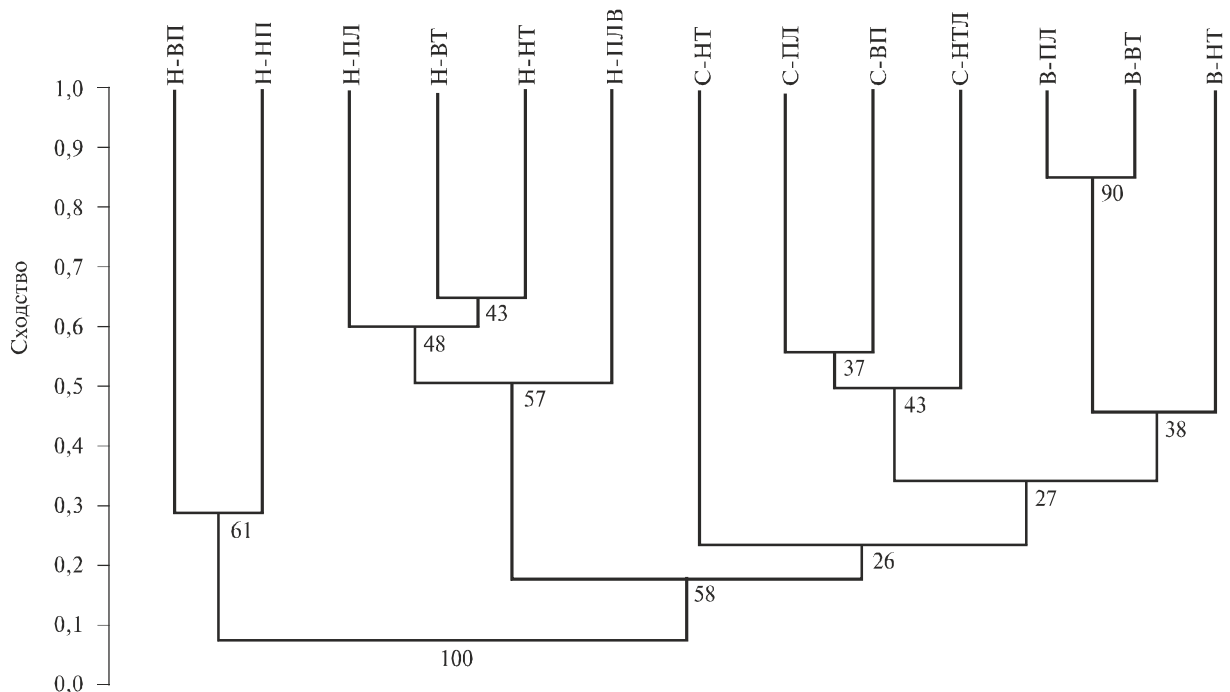 Н-ВП
Н-НП
Н-ПЛ
Н-ВТ
Н-НТ
Н-ПЛВ
С-НТ
С-ПЛ
С-ВП
С-НТЛ
В-ПЛ
В-ВТ
В-НТ
Сходство
1,0
0,9
0,8
0,7
0,6
0,5
0,4
0,3
0,2
0,1
0,0
90
43
48
37
57
43
38
27
61
26
58
100